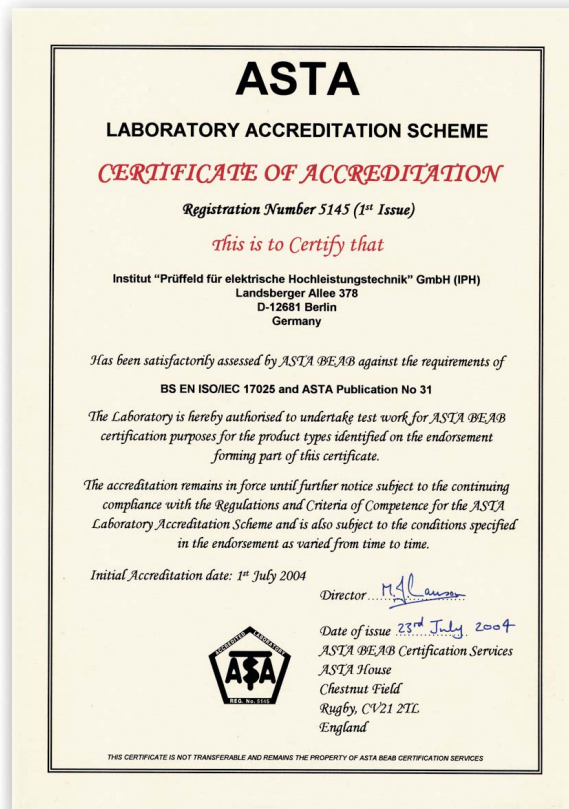 ASTA
LABORATORY ACCREDITATION SCHEME
CERTIFICATE OF ACCREDITATION
Registration Number 5145 (1st Issue)
This is to Certify that
Institut "Prüffeld für elektrische Hochleistungstechnik" GmbH (IPH)
Landsberger Allee 378
D-12681 Berlin
Germany
Has been satisfactorily assessed by ASTA BEAB against the requirements of
BS EN ISO/IEC 17025 and ASTA Publication No 31
The Laboratory is hereby authorised to undertake test work for ASTA BEAB
certification purposes for the product types identified on the endorsement
forming part of this certificate.
The accreditation remains in force until further notice subject to the continuing
compliance with the Regulations and Criteria of Competence for the ASTA
Laboratory Accreditation Scheme and is also subject to the conditions specified
in the endorsement as varied from time to time.
Initial Accreditation date: 1st July 2004
Director
Date of issue 23rd July 2004
ASTA BEAB Certification Services
ASTA House
Chestnut Field
Rugby, CV21 2TL
England
ACCREDITED LABORATORY
ASTA
REG. No. 5145
THIS CERTIFICATE IS NOT TRANSFERABLE AND REMAINS THE PROPERTY OF ASTA BEAB CERTIFICATION SERVICES